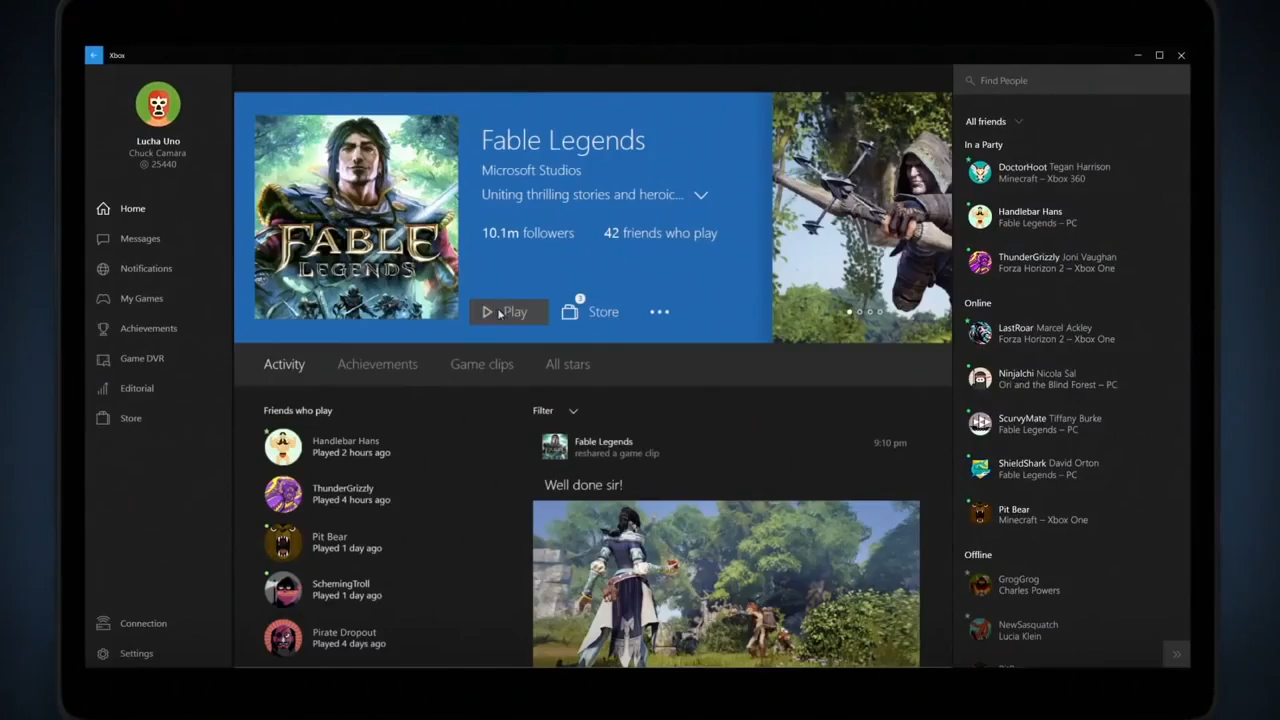 Xbox
Lucha Uno
Chuck Camara
25440
Home
Messages
Notifications
My Games
Achievements
Game DVR
Editorial
Store
Connection
Settings
FABLE
LEGENDS
Fable Legends
Microsoft Studios
Uniting thrilling stories and heroic...
10.1m followers 42 friends who play
Play 3 Store
Activity Achievements Game clips All stars
Friends who play
Handlebar Hans
Played 2 hours ago
ThunderGrizzly
Played 4 hours ago
Pit Bear
Played 1 day ago
SchemingTroll
Played 1 day ago
Pirate Dropout
Played 4 days ago
Filter
Fable Legends
reshared a game clip
9:10 pm
Well done sir!
Find People
All friends
In a Party
DoctorHoot Tegan Harrison
Minecraft – Xbox 360
Handlebar Hans
Fable Legends – PC
ThunderGrizzly Joni Vaughan
Forza Horizon 2 – Xbox One
Online
LastRoar Marcel Ackley
Forza Horizon 2 – Xbox One
Ninjalchi Nicola Sal
Ori and the Blind Forest – PC
ScurvyMate Tiffany Burke
Fable Legends – PC
ShieldShark David Orton
Fable Legends – PC
Pit Bear
Minecraft – Xbox One
Offline
GrogGrog
Charles Powers
NewSasquatch
Lucia Klein